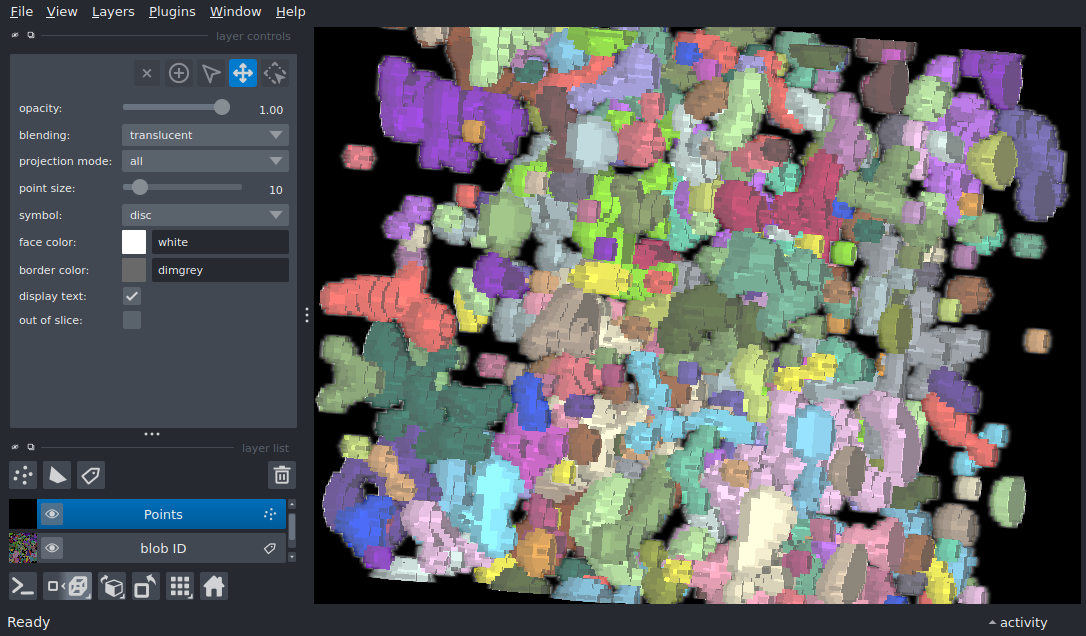 File View Layers Plugins Window Help
layer controls
opacity: 1.00
blending: translucent
projection mode: all
point size: 10
symbol: disc
face color: white
border color: dimgrey
display text:
out of slice:
layer list
Points
blob ID
Ready
activity